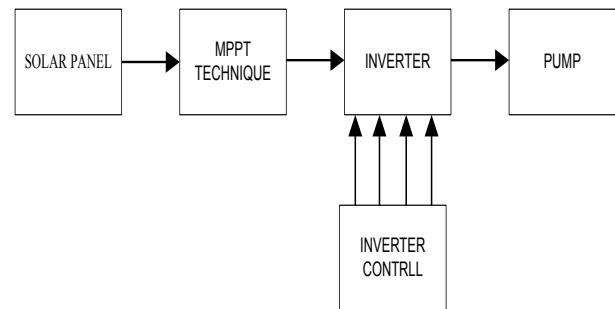 SOLAR PANEL
MPPT
TECHNIQUE
INVERTER
PUMP
INVERTER
CONTRLL